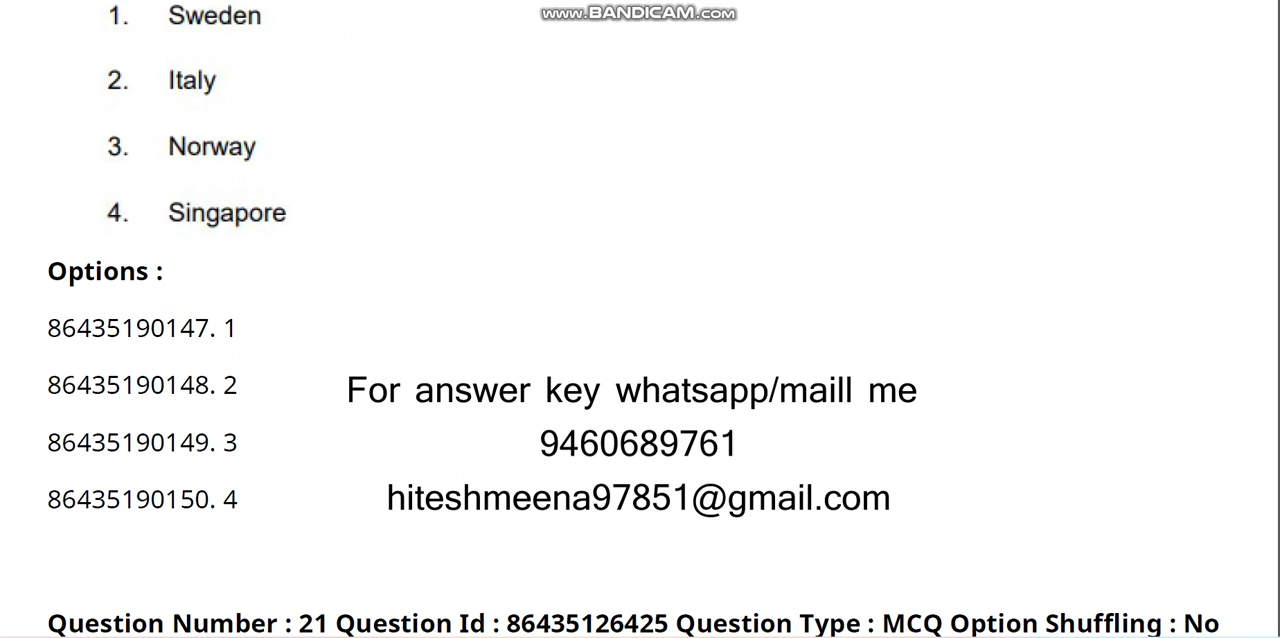 www.BANDICAM.com
1. Sweden
2. Italy
3. Norway
4. Singapore
Options :
86435190147. 1
86435190148. 2
86435190149. 3
86435190150. 4
For answer key whatsapp/maill me
9460689761
hiteshmeena97851@gmail.com
Question Number : 21 Question Id : 86435126425 Question Type : MCQ Option Shuffling : No